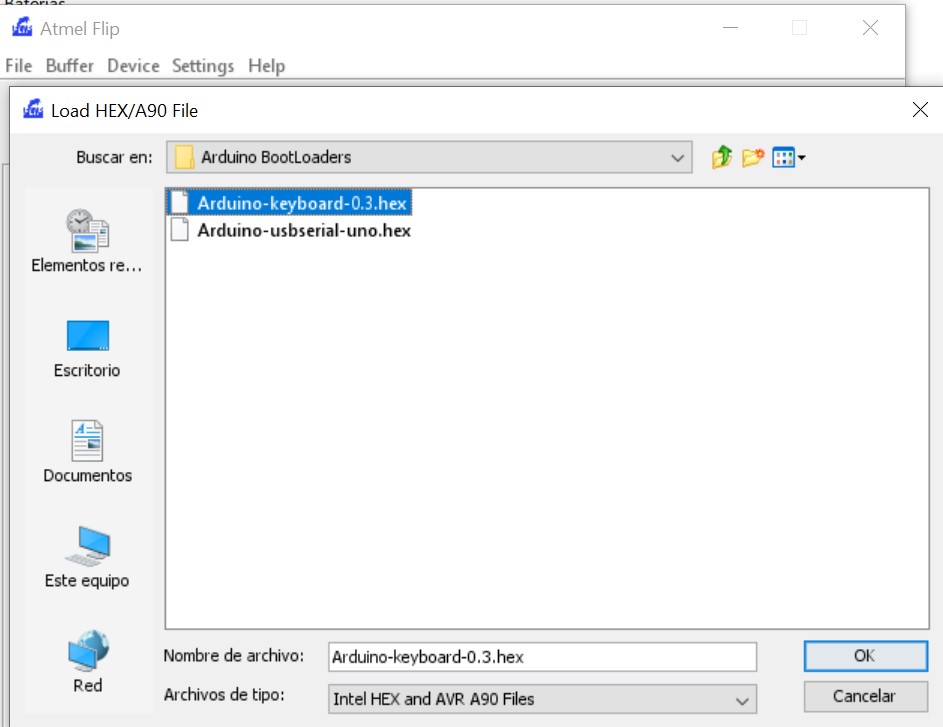 Baterias
Atmel Flip
File Buffer Device Settings Help
Load HEX/A90 File
Buscar en: Arduino BootLoaders
Arduino-keyboard-0.3.hex
Arduino-usbserial-uno.hex
Elementos re...
Escritorio
Documentos
Este equipo
Red
Nombre de archivo: Arduino-keyboard-0.3.hex OK
Archivos de tipo: Intel HEX and AVR A90 Files Cancelar